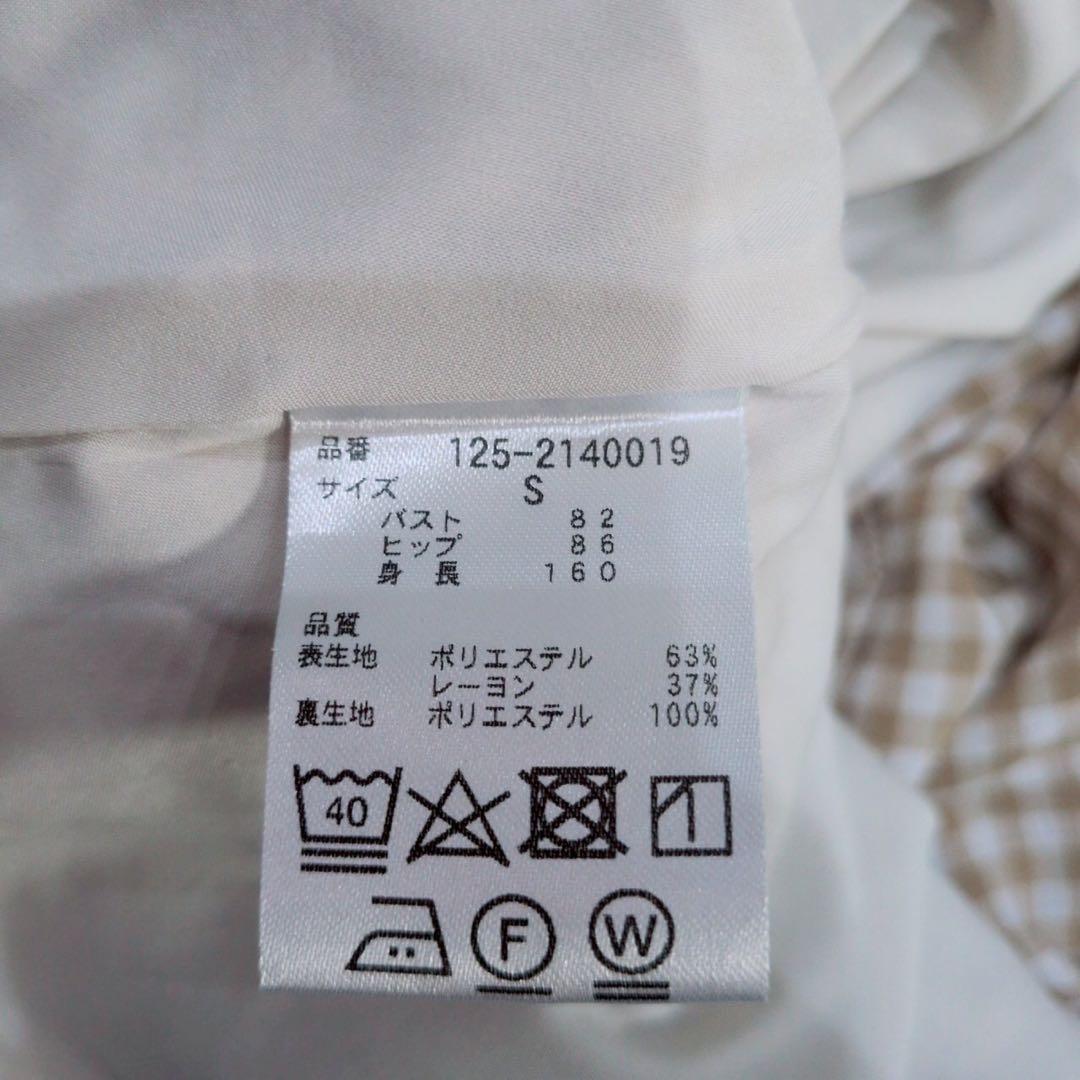 品番 125-2140019
サイズ S
バスト 82
ヒップ 86
身長 160
品質
表生地 ポリエステル 63%
レーヨン 37%
裏生地 ポリエステル 100%
40
F W